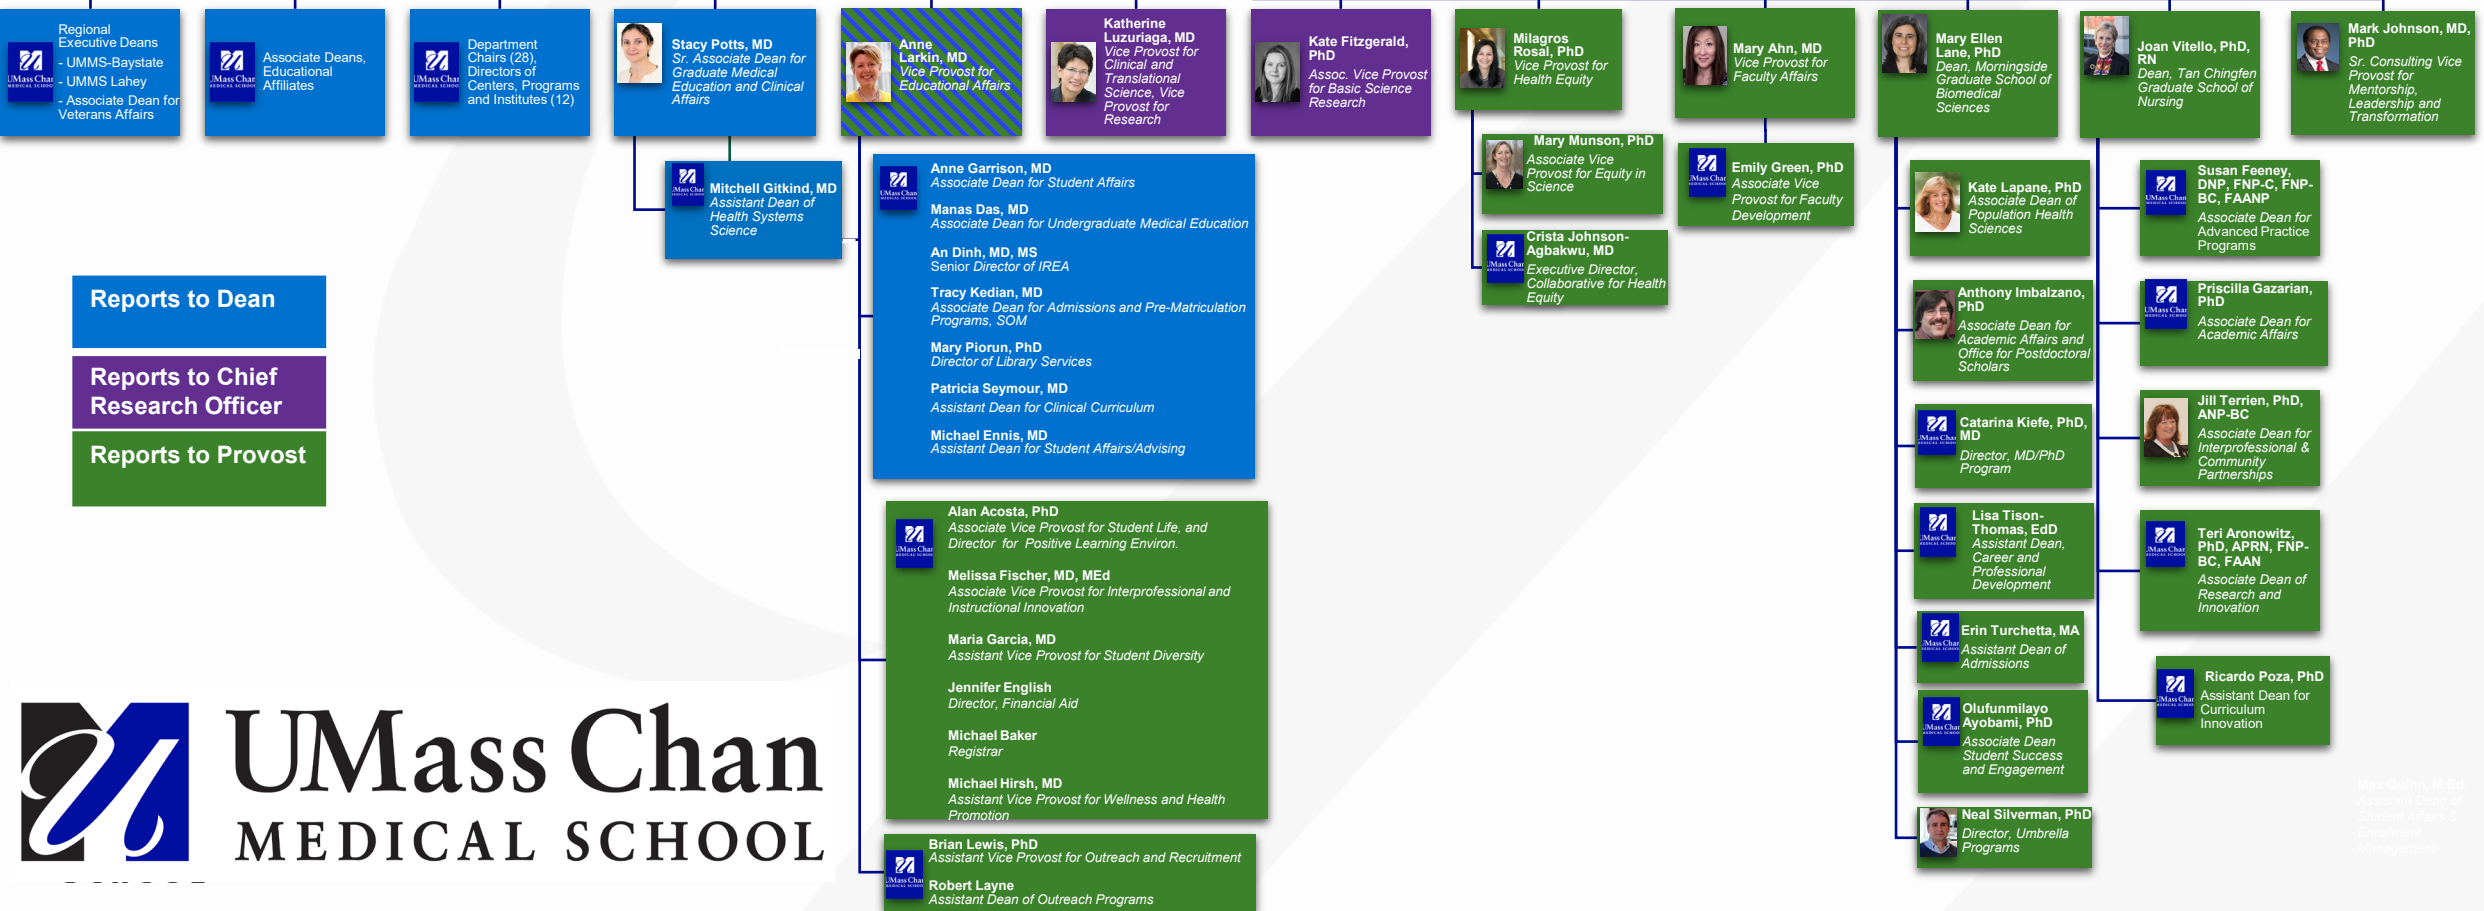 Regional
Executive Deans
- UMMS-Baystate
- UMMS Lahey
- Associate Dean for
Veterans Affairs
Associate Deans,
Educational
Affiliates
Department
Chairs (28),
Directors of
Centers, Programs
and Institutes (12)
Stacy Potts, MD
Sr. Associate Dean for
Graduate Medical
Education and Clinical
Affairs
Anne
Larkin, MD
Vice Provost for
Educational Affairs
Katherine
Luzuriaga, MD
Vice Provost for
Clinical and
Translational
Science, Vice
Provost for
Research
Kate Fitzgerald,
PhD
Assoc. Vice Provost
for Basic Science
Research
Milagros
Rosal, PhD
Vice Provost for
Health Equity
Mary Ahn, MD
Vice Provost for
Faculty Affairs
Mary Ellen
Lane, PhD
Dean, Morningside
Graduate School of
Biomedical
Sciences
Joan Vitello, PhD,
RN
Dean, Tan Chingfen
Graduate School of
Nursing
Mark Johnson, MD,
PhD
Sr. Consulting Vice
Provost for
Mentorship,
Leadership and
Transformation
Mitchell Gitkind, MD
Assistant Dean of
Health Systems
Science
Anne Garrison, MD
Associate Dean for Student Affairs
Manas Das, MD
Associate Dean for Undergraduate Medical Education
An Dinh, MD, MS
Senior Director of IREA
Tracy Kedian, MD
Associate Dean for Admissions and Pre-Matriculation
Programs, SOM
Mary Piorun, PhD
Director of Library Services
Patricia Seymour, MD
Assistant Dean for Clinical Curriculum
Michael Ennis, MD
Assistant Dean for Student Affairs/Advising
Alan Acosta, PhD
Associate Vice Provost for Student Life, and
Director for Positive Learning Environ.
Melissa Fischer, MD, MEd
Associate Vice Provost for Interprofessional and
Instructional Innovation
Maria Garcia, MD
Assistant Vice Provost for Student Diversity
Jennifer English
Director, Financial Aid
Michael Baker
Registrar
Michael Hirsh, MD
Assistant Vice Provost for Wellness and Health
Promotion
Brian Lewis, PhD
Assistant Vice Provost for Outreach and Recruitment
Robert Layne
Assistant Dean of Outreach Programs
Mary Munson, PhD
Associate Vice
Provost for Equity in
Science
Crista Johnson-
Agbakwu, MD
Executive Director,
Collaborative for Health
Equity
Emily Green, PhD
Associate Vice
Provost for Faculty
Development
Kate Lapane, PhD
Associate Dean of
Population Health
Sciences
Anthony Imbalzano,
PhD
Associate Dean for
Academic Affairs and
Office for Postdoctoral
Scholars
Catarina Kiefe, PhD,
MD
Director, MD/PhD
Program
Lisa Tison-
Thomas, EdD
Assistant Dean,
Career and
Professional
Development
Erin Turchetta, MA
Assistant Dean of
Admissions
Olufunmilayo
Ayobami, PhD
Associate Dean
Student Success
and Engagement
Neal Silverman, PhD
Director, Umbrella
Programs
Susan Feeney,
DNP, FNP-C, FNP-
BC, FAANP
Associate Dean for
Advanced Practice
Programs
Priscilla Gazarian,
PhD
Associate Dean for
Academic Affairs
Jill Terrien, PhD,
ANP-BC
Associate Dean for
Interprofessional &
Community
Partnerships
Teri Aronowitz,
PhD, APRN, FNP-
BC, FAAN
Associate Dean of
Research and
Innovation
Ricardo Poza, PhD
Assistant Dean for
Curriculum
Innovation
Max Quinn, M.Ed.
Assistant Dean of
Student Affairs &
Enrollment
Management
Reports to Dean
Reports to Chief
Research Officer
Reports to Provost
UMass Chan
MEDICAL SCHOOL